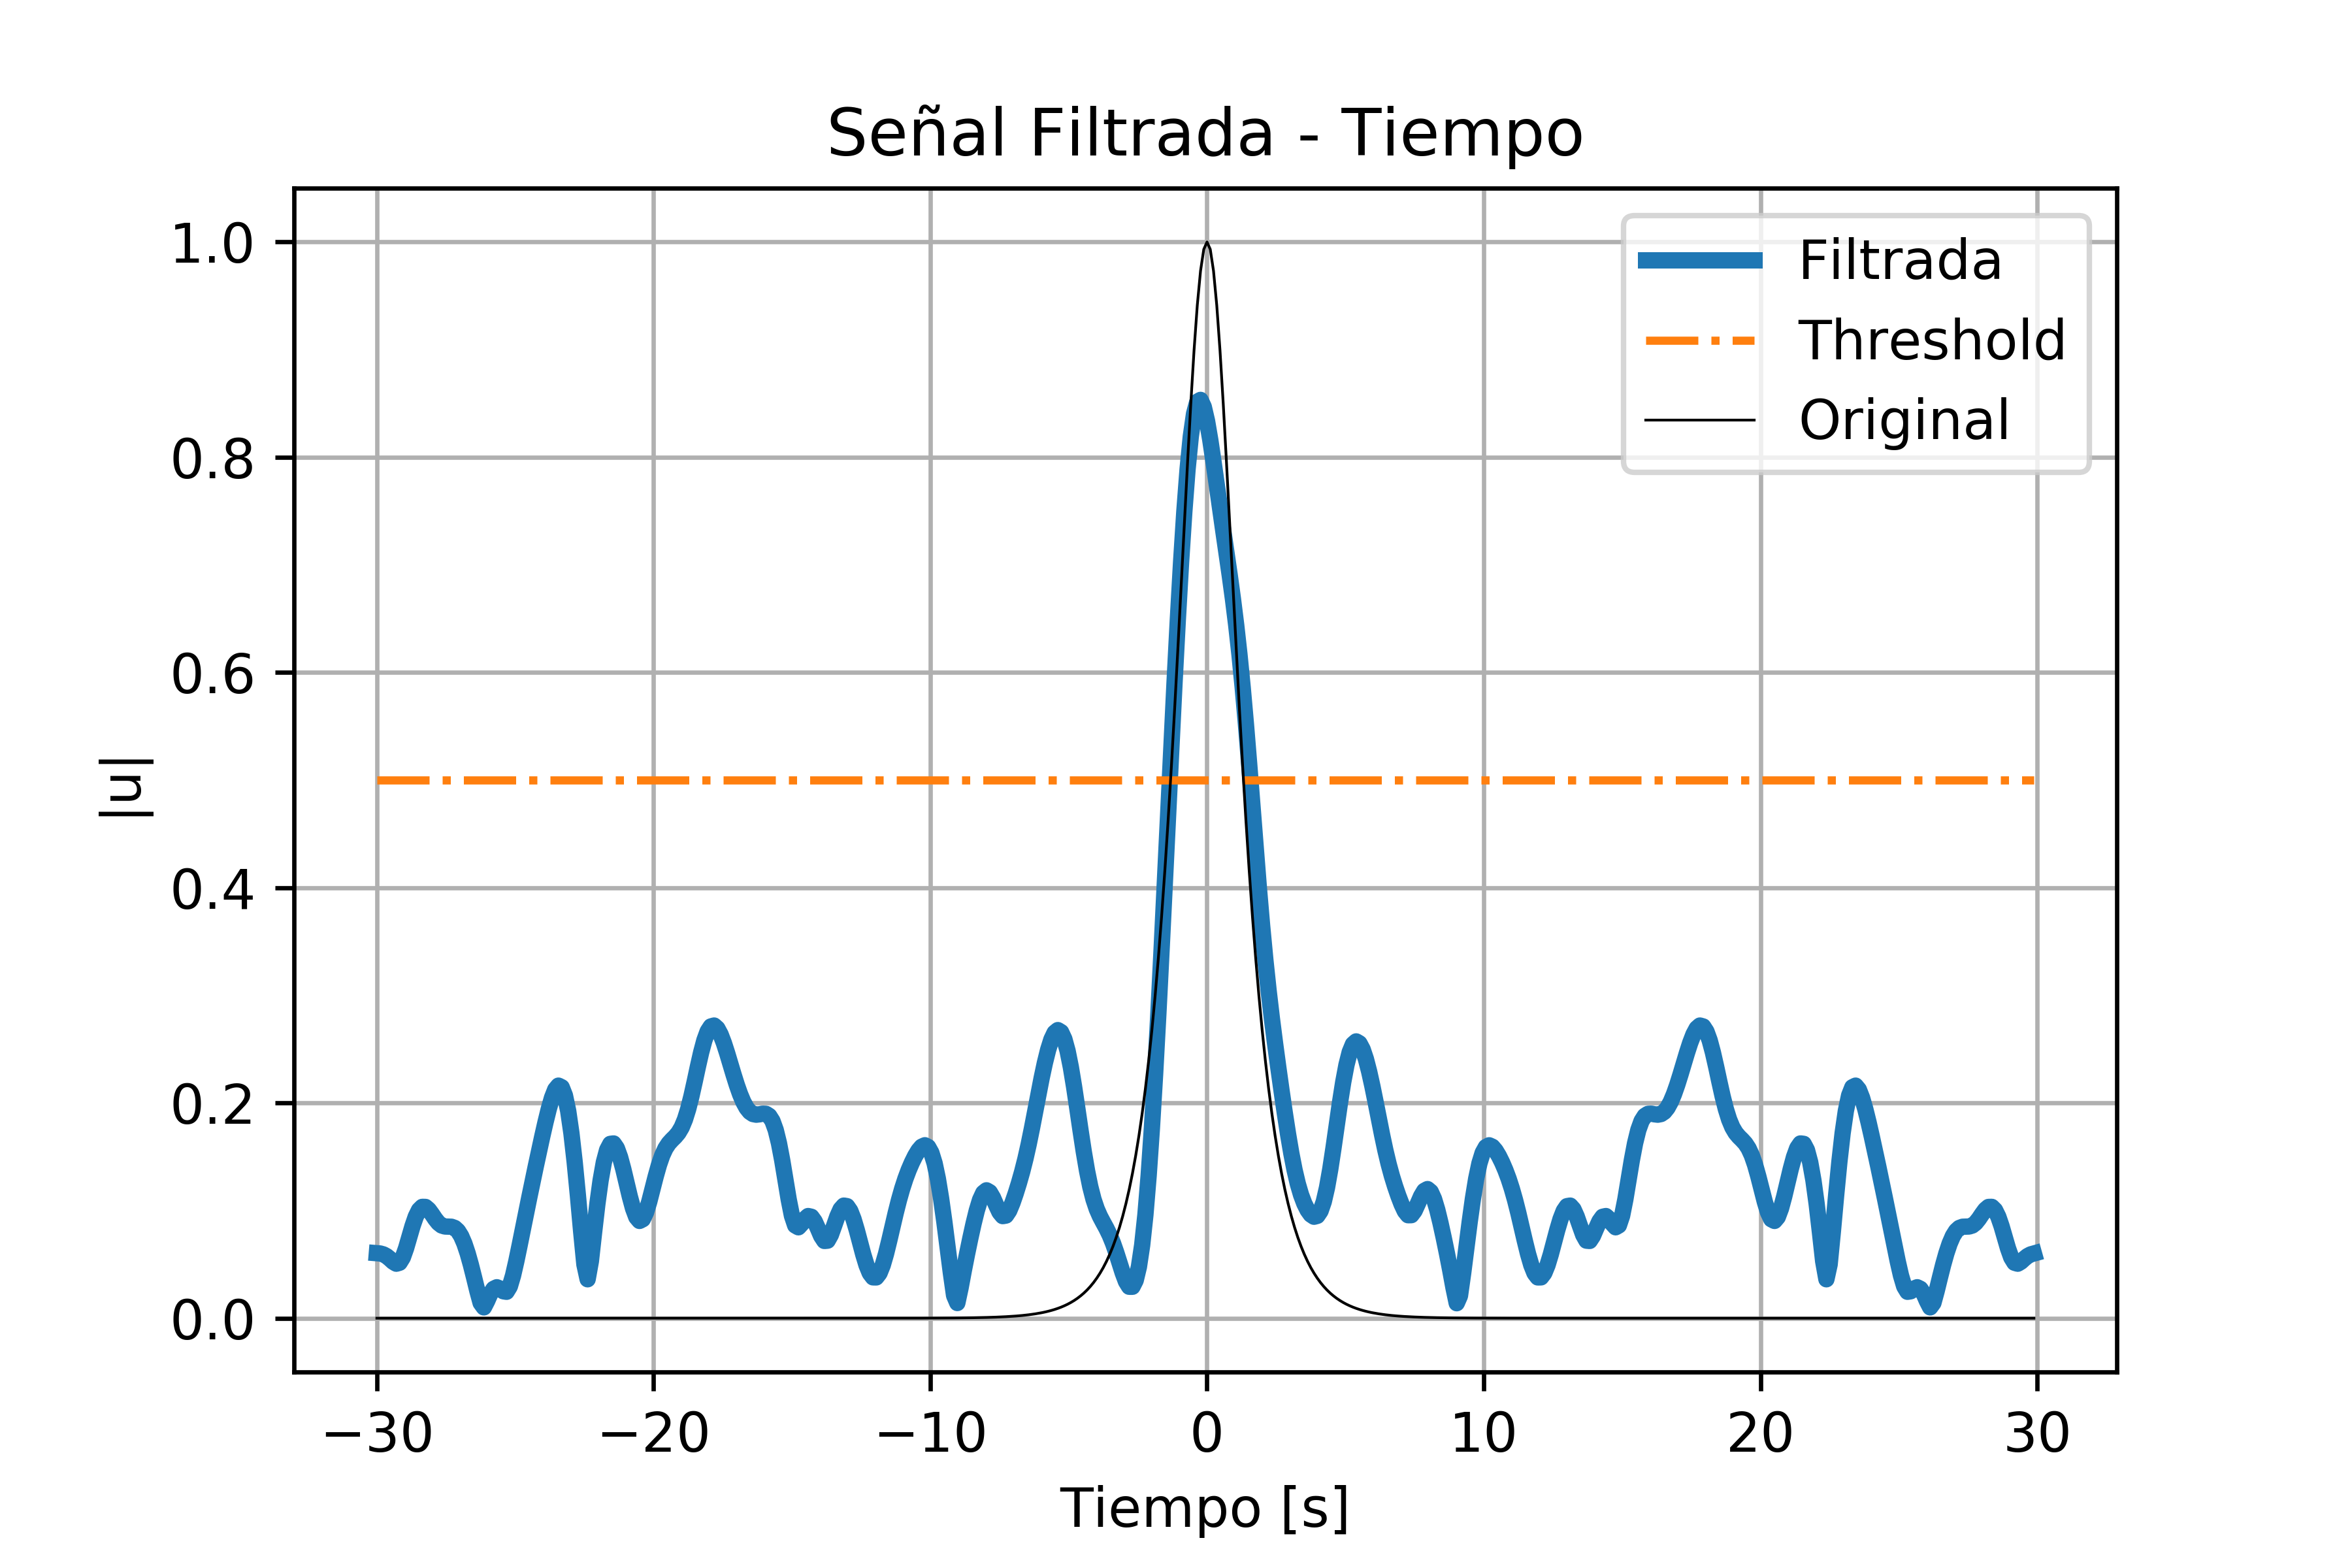 Señal Filtrada - Tiempo
1.0
0.8
0.6
0.4
0.2
0.0
|u|
Filtrada
Threshold
Original
−30 −20 −10 0 10 20 30
Tiempo [s]